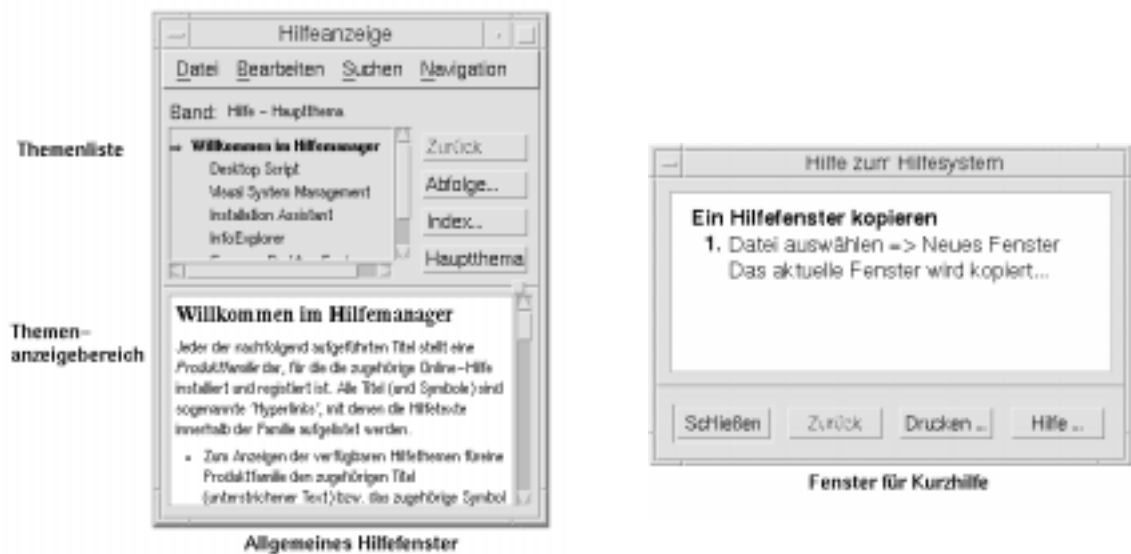 Hilfeanzeige
Datei Bearbeiten Suchen Navigation
Band: Hilfe - Hauptthema
Themenliste
Willkommen im Hilfemanager
Desktop Script
Visual System Management
Installation Assistant
InfoExplorer
Zurück
Abfolge...
Index...
Hauptthema
Themen-
anzeigebereich
Willkommen im Hilfemanager
Jeder der nachfolgend aufgeführten Titel stellt eine
Produktfamilie dar, für die die zugehörige Online-Hilfe
installiert und registiert ist. Alle Titel (und Symbole) sind
sogenannte 'Hyperlinks', mit denen die Hilfetexte
innerhalb der Familie aufgelistet werden.
• Zum Anzeigen der verfügbaren Hilfethemen für eine
Produktfamilie den zugehörigen Titel
(unterstrichener Text) bzw. das zugehörige Symbol
Allgemeines Hilfefenster
Hilfe zum Hilfesystem
Ein Hilfefenster kopieren
1. Datei auswählen => Neues Fenster
Das aktuelle Fenster wird kopiert...
Schließen Zurück Drucken ... Hilfe ...
Fenster für Kurzhilfe